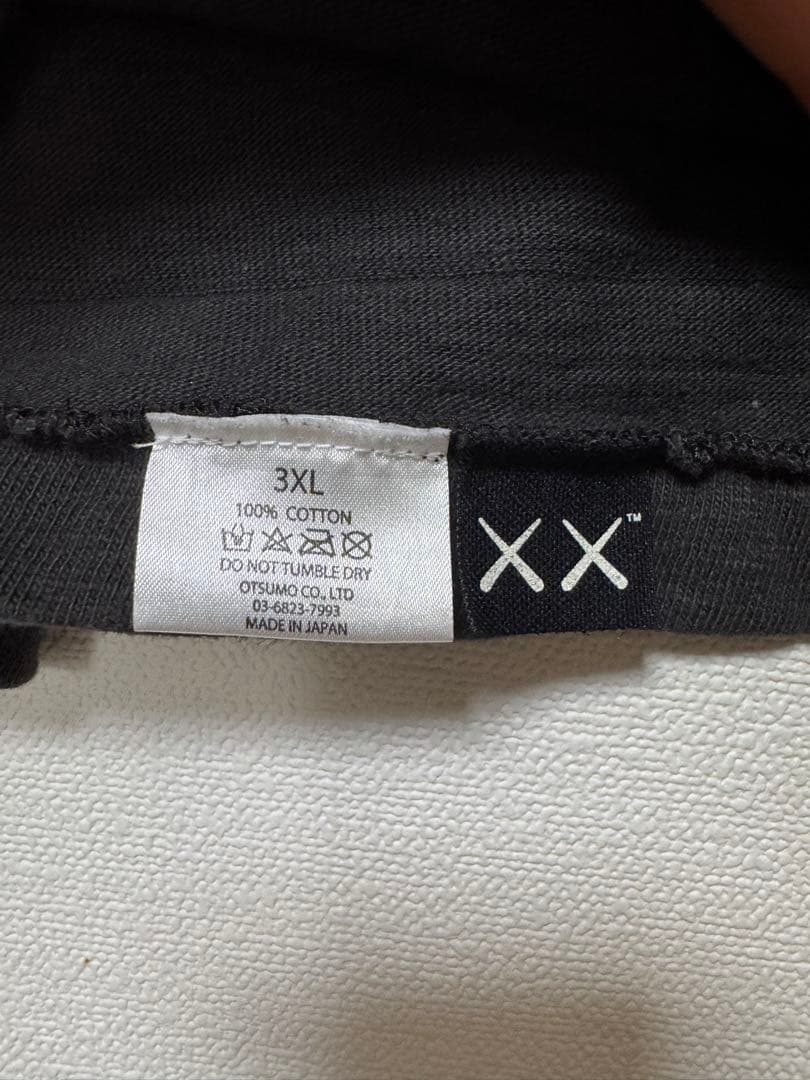 3XL
100% COTTON
DO NOT TUMBLE DRY
OTSUMO CO., LTD
03-6823-7993
MADE IN JAPAN
XX™